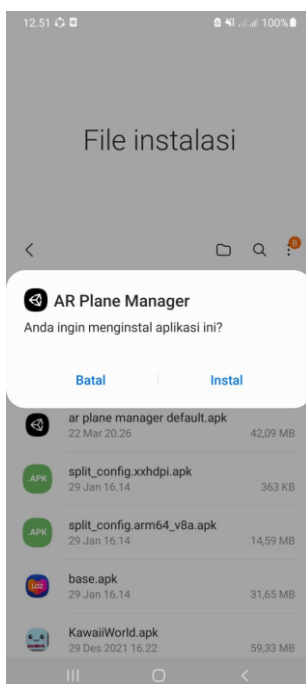 12.51
100%
File instalasi
8
AR Plane Manager
Anda ingin menginstal aplikasi ini?
Batal
Instal
ar plane manager default.apk
22 Mar 20.26
42,09 MB
.APK
split_config.xxhdpi.apk
29 Jan 16.14
363 KB
.APK
split_config.arm64_v8a.apk
29 Jan 16.14
14,59 MB
LOZ
base.apk
29 Jan 16.14
31,65 MB
KawaiiWorld.apk
29 Des 2021 16.22
59,33 MB